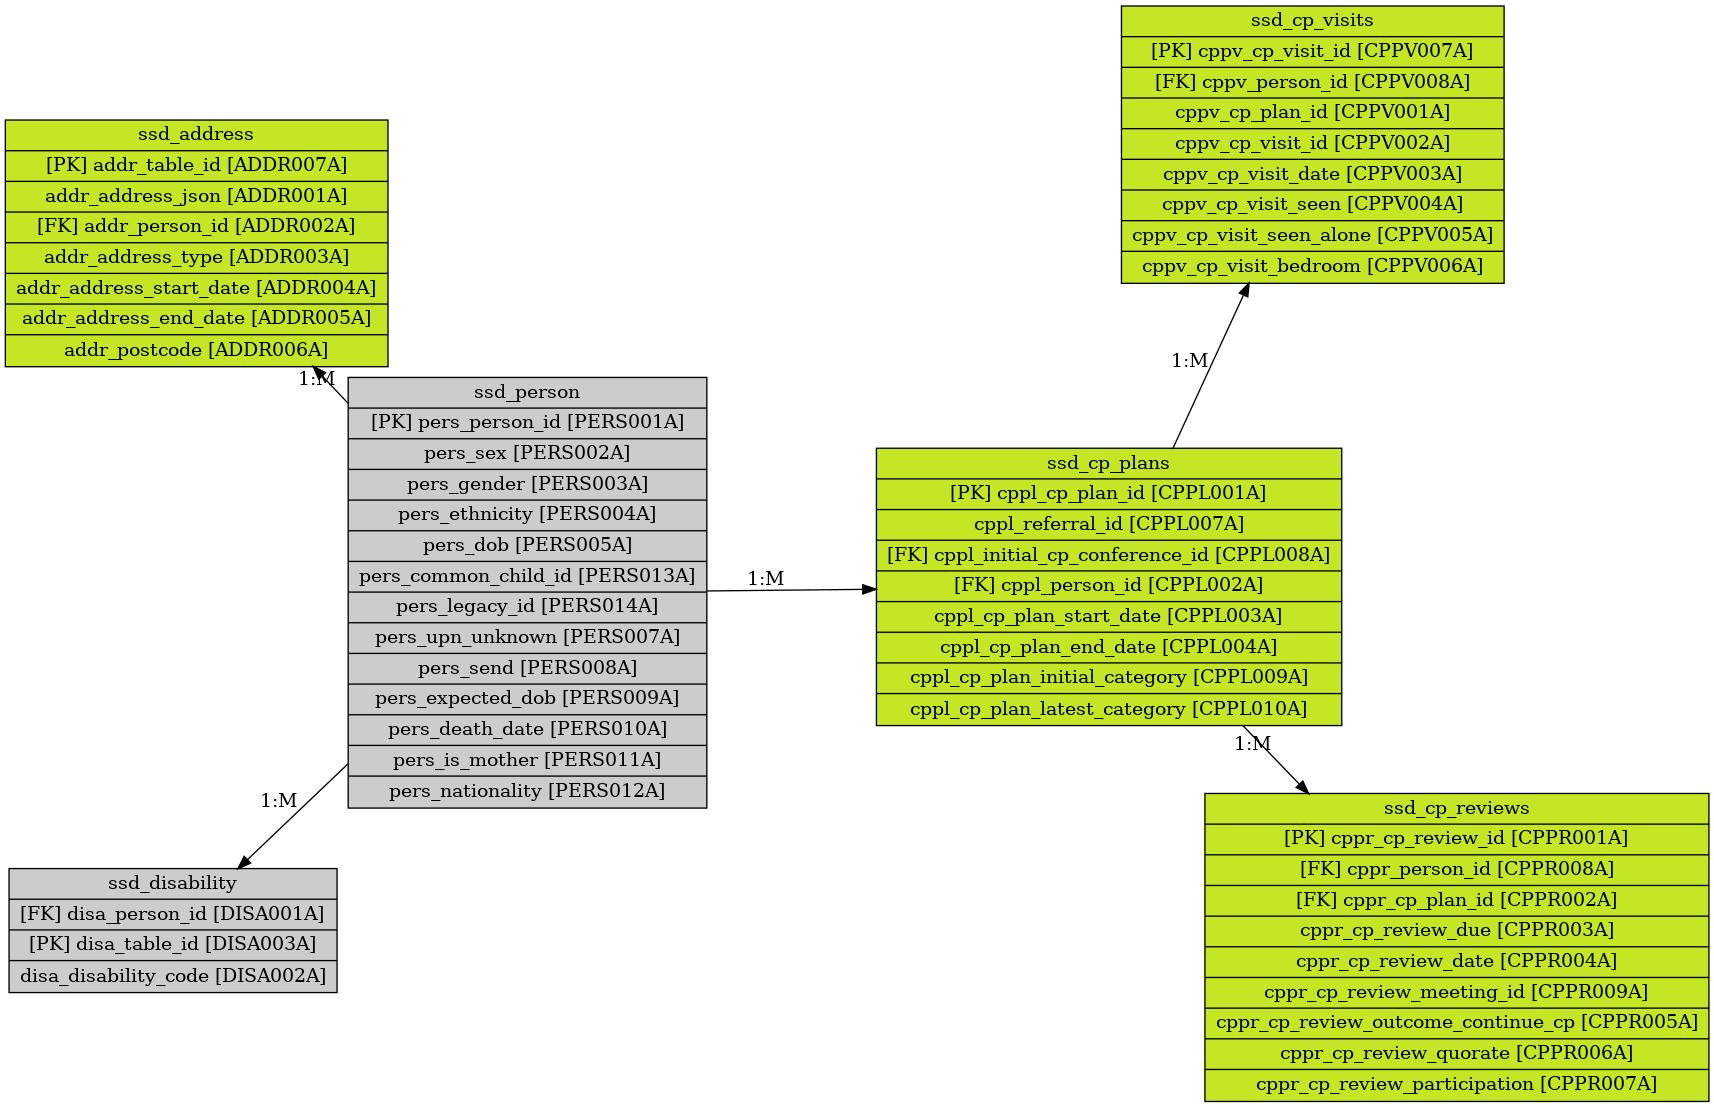 ssd_cp_visits
[PK] cppv_cp_visit_id [CPPV007A]
[FK] cppv_person_id [CPPV008A]
cppv_cp_plan_id [CPPV001A]
cppv_cp_visit_id [CPPV002A]
cppv_cp_visit_date [CPPV003A]
cppv_cp_visit_seen [CPPV004A]
cppv_cp_visit_seen_alone [CPPV005A]
cppv_cp_visit_bedroom [CPPV006A]
ssd_address
[PK] addr_table_id [ADDR007A]
addr_address_json [ADDR001A]
[FK] addr_person_id [ADDR002A]
addr_address_type [ADDR003A]
addr_address_start_date [ADDR004A]
addr_address_end_date [ADDR005A]
addr_postcode [ADDR006A]
1:M
1:M
ssd_person
[PK] pers_person_id [PERS001A]
pers_sex [PERS002A]
pers_gender [PERS003A]
pers_ethnicity [PERS004A]
pers_dob [PERS005A]
pers_common_child_id [PERS013A]
pers_legacy_id [PERS014A]
pers_upn_unknown [PERS007A]
pers_send [PERS008A]
pers_expected_dob [PERS009A]
pers_death_date [PERS010A]
pers_is_mother [PERS011A]
pers_nationality [PERS012A]
1:M
ssd_cp_plans
[PK] cppl_cp_plan_id [CPPL001A]
cppl_referral_id [CPPL007A]
[FK] cppl_initial_cp_conference_id [CPPL008A]
[FK] cppl_person_id [CPPL002A]
cppl_cp_plan_start_date [CPPL003A]
cppl_cp_plan_end_date [CPPL004A]
cppl_cp_plan_initial_category [CPPL009A]
cppl_cp_plan_latest_category [CPPL010A]
1:M
1:M
ssd_disability
[FK] disa_person_id [DISA001A]
[PK] disa_table_id [DISA003A]
disa_disability_code [DISA002A]
ssd_cp_reviews
[PK] cppr_cp_review_id [CPPR001A]
[FK] cppr_person_id [CPPR008A]
[FK] cppr_cp_plan_id [CPPR002A]
cppr_cp_review_due [CPPR003A]
cppr_cp_review_date [CPPR004A]
cppr_cp_review_meeting_id [CPPR009A]
cppr_cp_review_outcome_continue_cp [CPPR005A]
cppr_cp_review_quorate [CPPR006A]
cppr_cp_review_participation [CPPR007A]